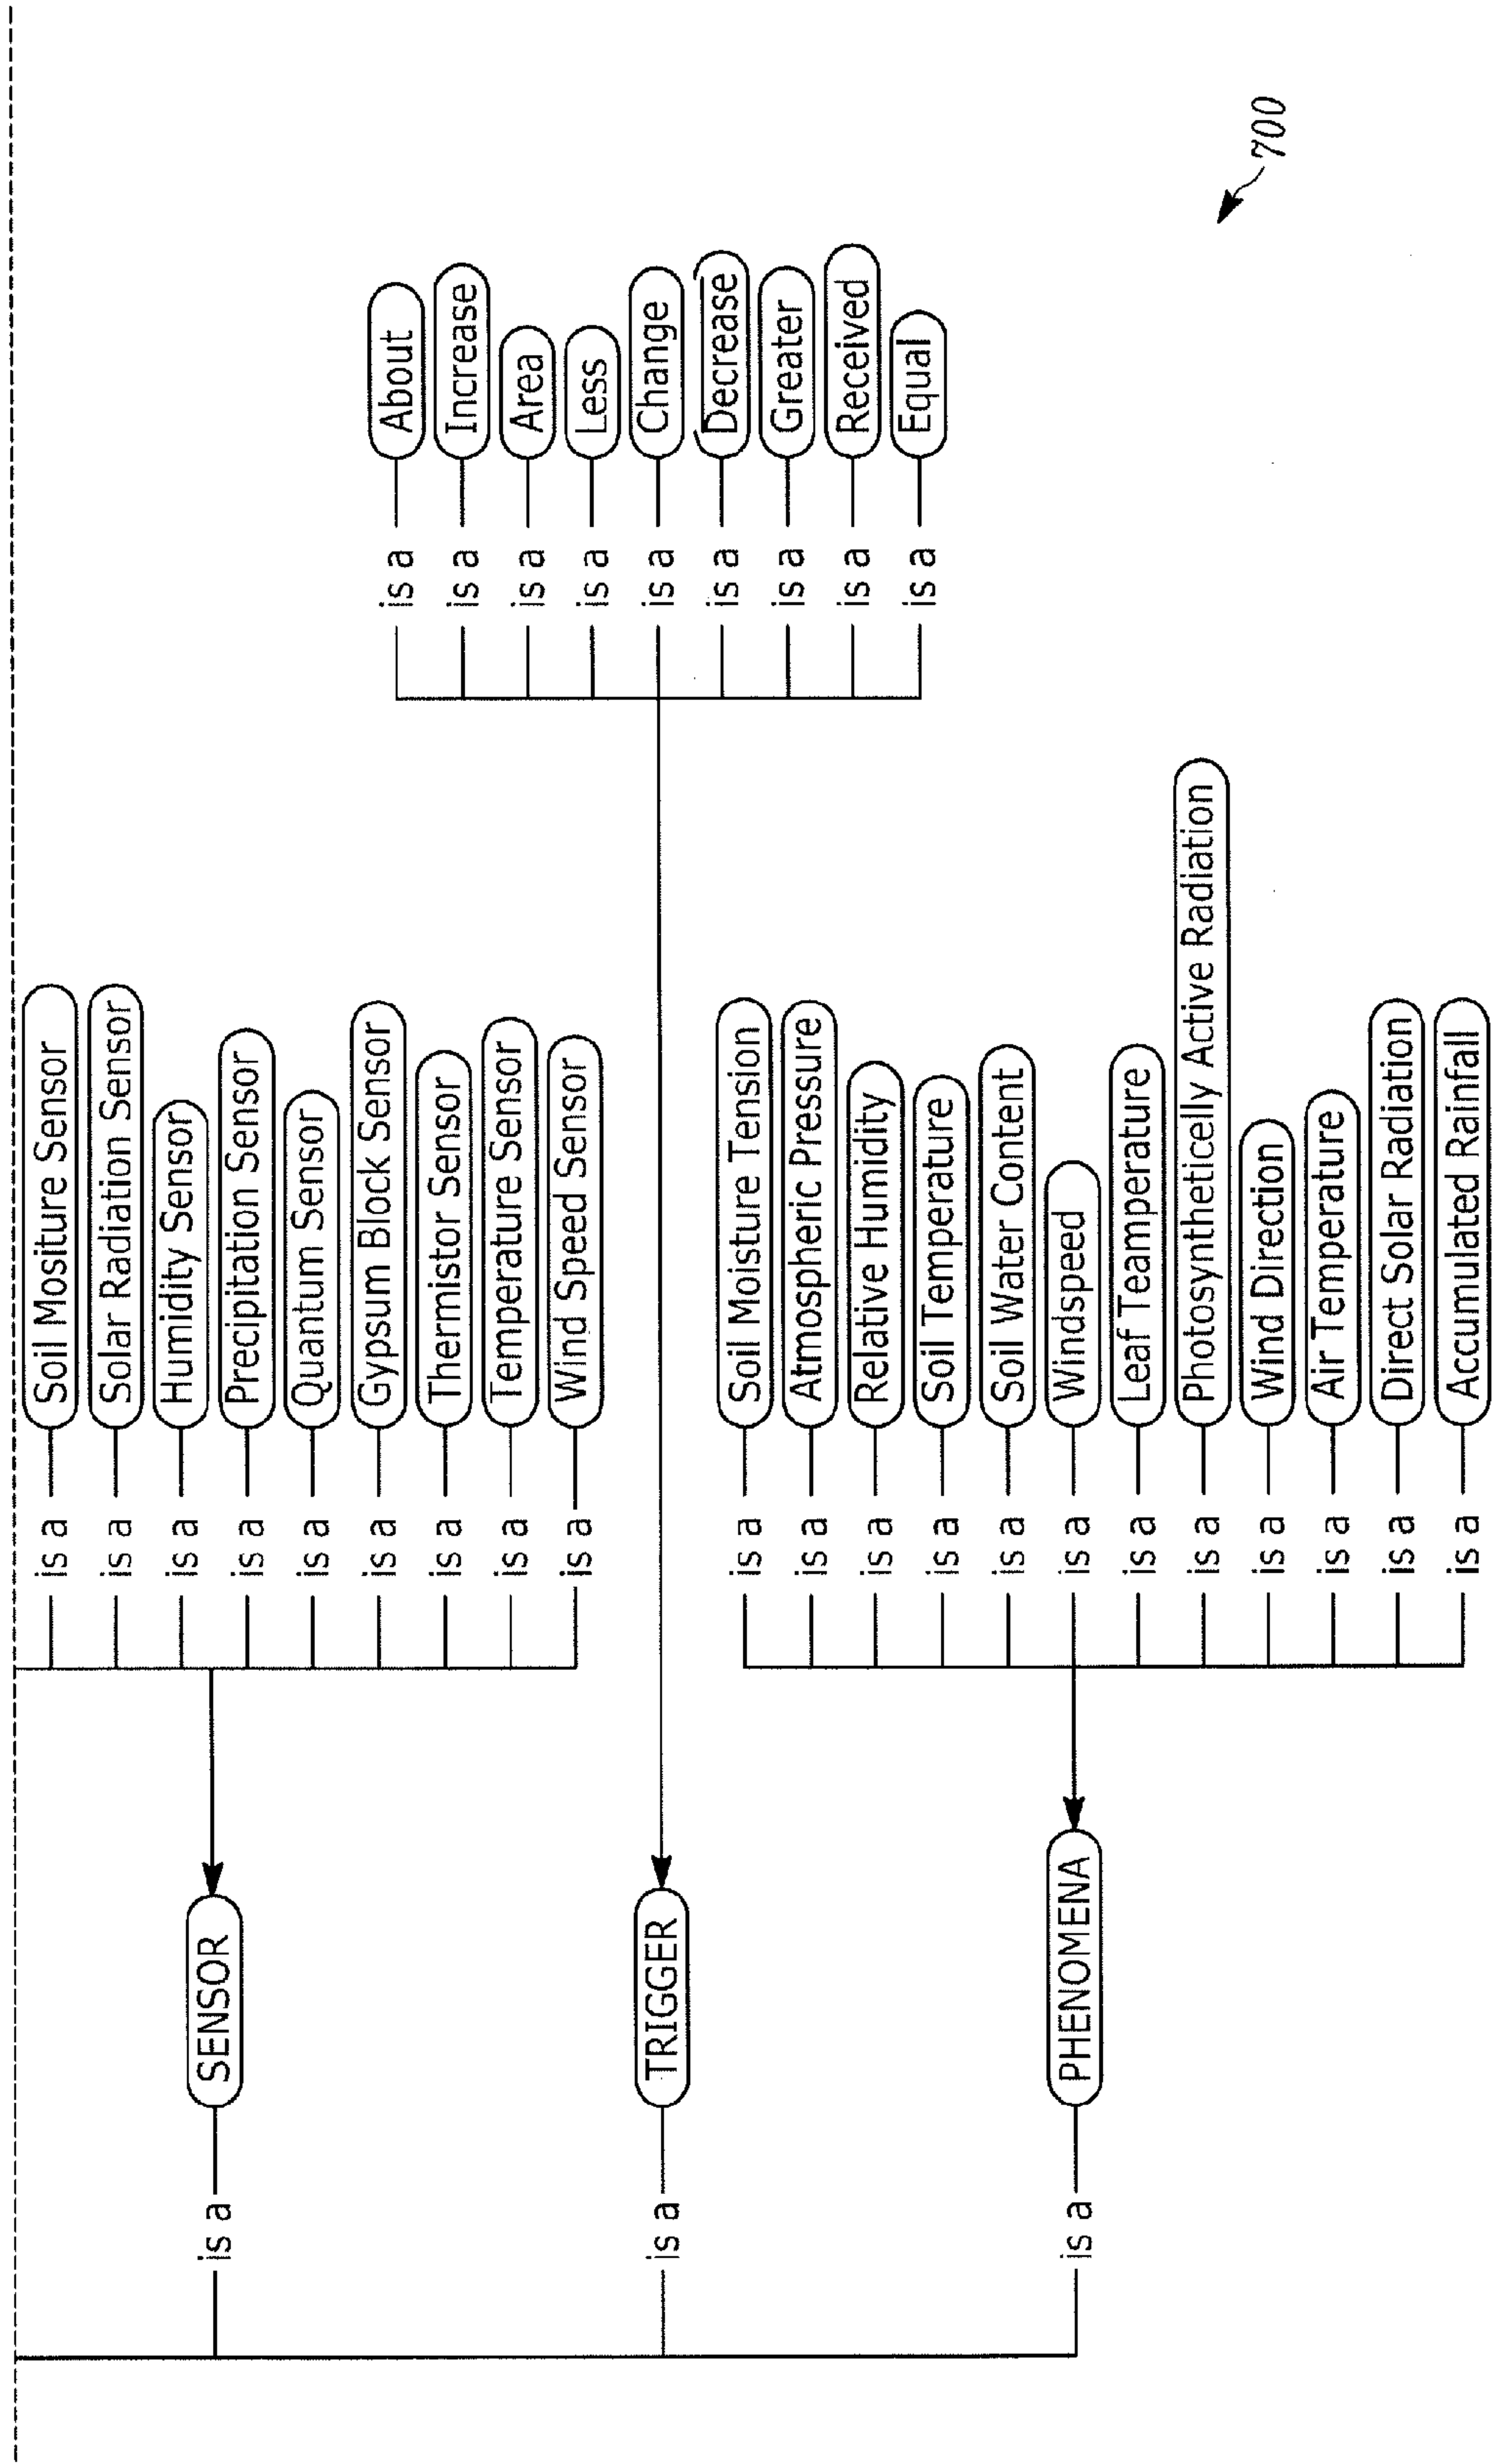 is a
SENSOR
is a
Soil Mositure Sensor
is a
Solar Radiation Sensor
is a
Humidity Sensor
is a
Precipitation Sensor
is a
Quantum Sensor
is a
Gypsum Block Sensor
is a
Thermistor Sensor
is a
Temperature Sensor
is a
Wind Speed Sensor
is a
TRIGGER
is a
About
is a
Increase
is a
Area
is a
Less
is a
Change
is a
Decrease
is a
Greater
is a
Received
is a
Equal
is a
PHENOMENA
is a
Soil Moisture Tension
is a
Atmospheric Pressure
is a
Relative Humidity
is a
Soil Temperature
is a
Soil Water Content
is a
Windspeed
is a
Leaf Teamperature
is a
Photosyntheticelly Active Radiation
is a
Wind Direction
is a
Air Temperature
is a
Direct Solar Radiation
is a
Accumulated Rainfall
700